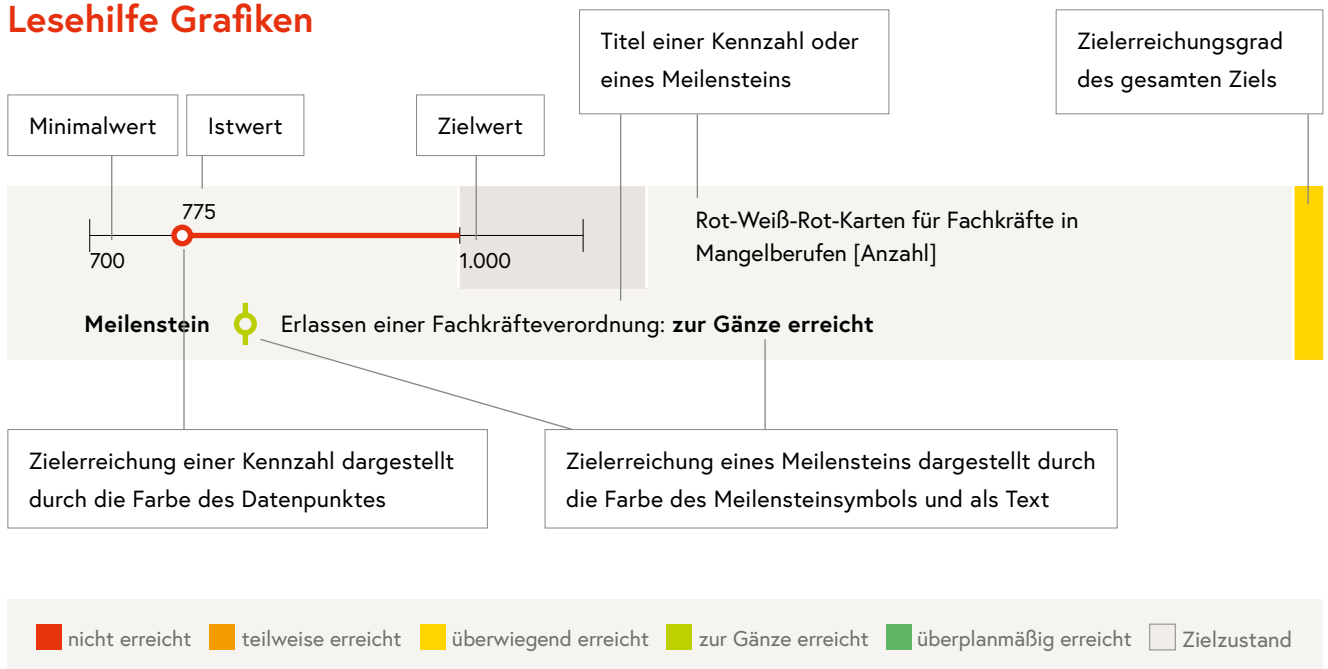 Lesehilfe Grafiken
Titel einer Kennzahl oder
eines Meilensteins
Zielerreichungsgrad
des gesamten Ziels
Minimalwert
Istwert
Zielwert
775
700
1.000
Rot-Weiß-Rot-Karten für Fachkräfte in
Mangelberufen [Anzahl]
Meilenstein Erlassen einer Fachkräfteverordnung: zur Gänze erreicht
Zielerreichung einer Kennzahl dargestellt
durch die Farbe des Datenpunktes
Zielerreichung eines Meilensteins dargestellt durch
die Farbe des Meilensteinsymbols und als Text
nicht erreicht teilweise erreicht überwiegend erreicht zur Gänze erreicht überplanmäßig erreicht Zielzustand